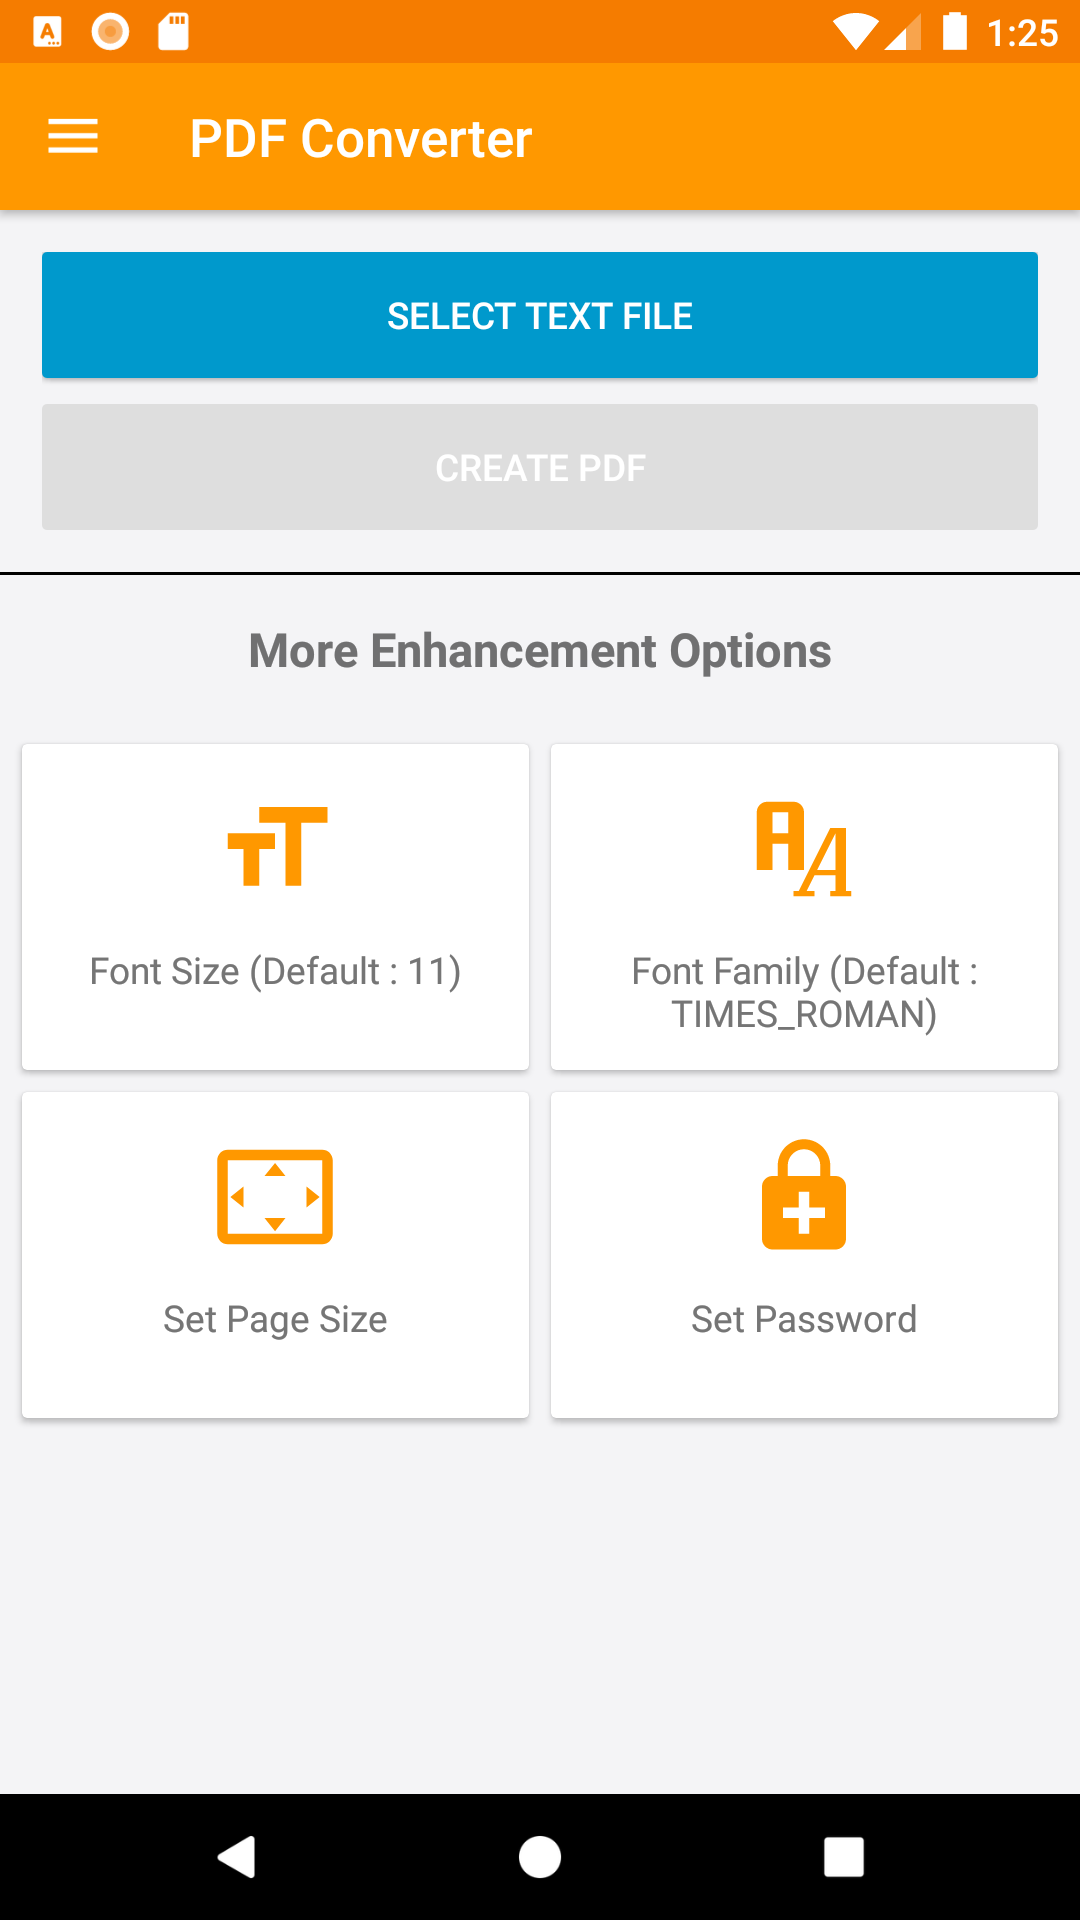 1:25
PDF Converter
SELECT TEXT FILE
CREATE PDF
More Enhancement Options
Font Size (Default : 11)
Font Family (Default :
TIMES_ROMAN)
Set Page Size
Set Password